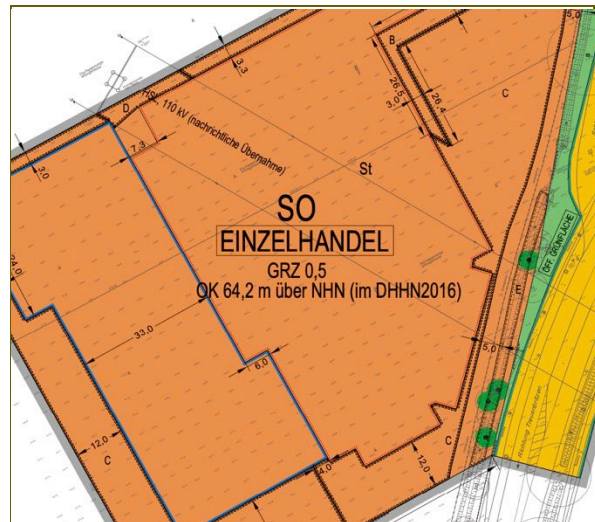 5,0
B
3,3
26,5
3,0
26,4
C
D
HSL 110 kV (nachrichtliche Übernahme)
7,3
3,0
St
SO
EINZELHANDEL
GRZ 0,5
OK 64,2 m über NHN (im DHHN2016)
ÖFF. GRÜNFLÄCHE
E
24,0
33,0
6,0
5,0
12,0
C
C
12,0
4,0